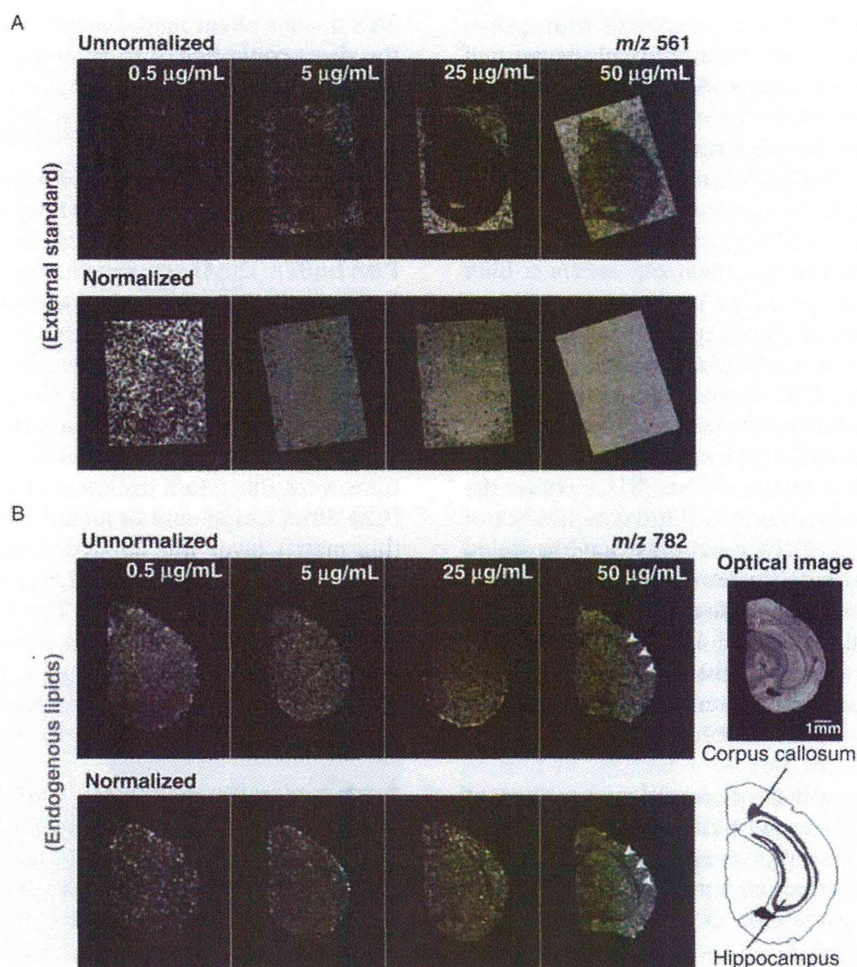 A
Unnormalized m/z 561
0.5 μg/mL 5 μg/mL 25 μg/mL 50 μg/mL
(External standard)
Normalized
B
Unnormalized m/z 782
0.5 μg/mL 5 μg/mL 25 μg/mL 50 μg/mL
Optical image
(Endogenous lipids)
1mm
Corpus callosum
Normalized
Hippocampus